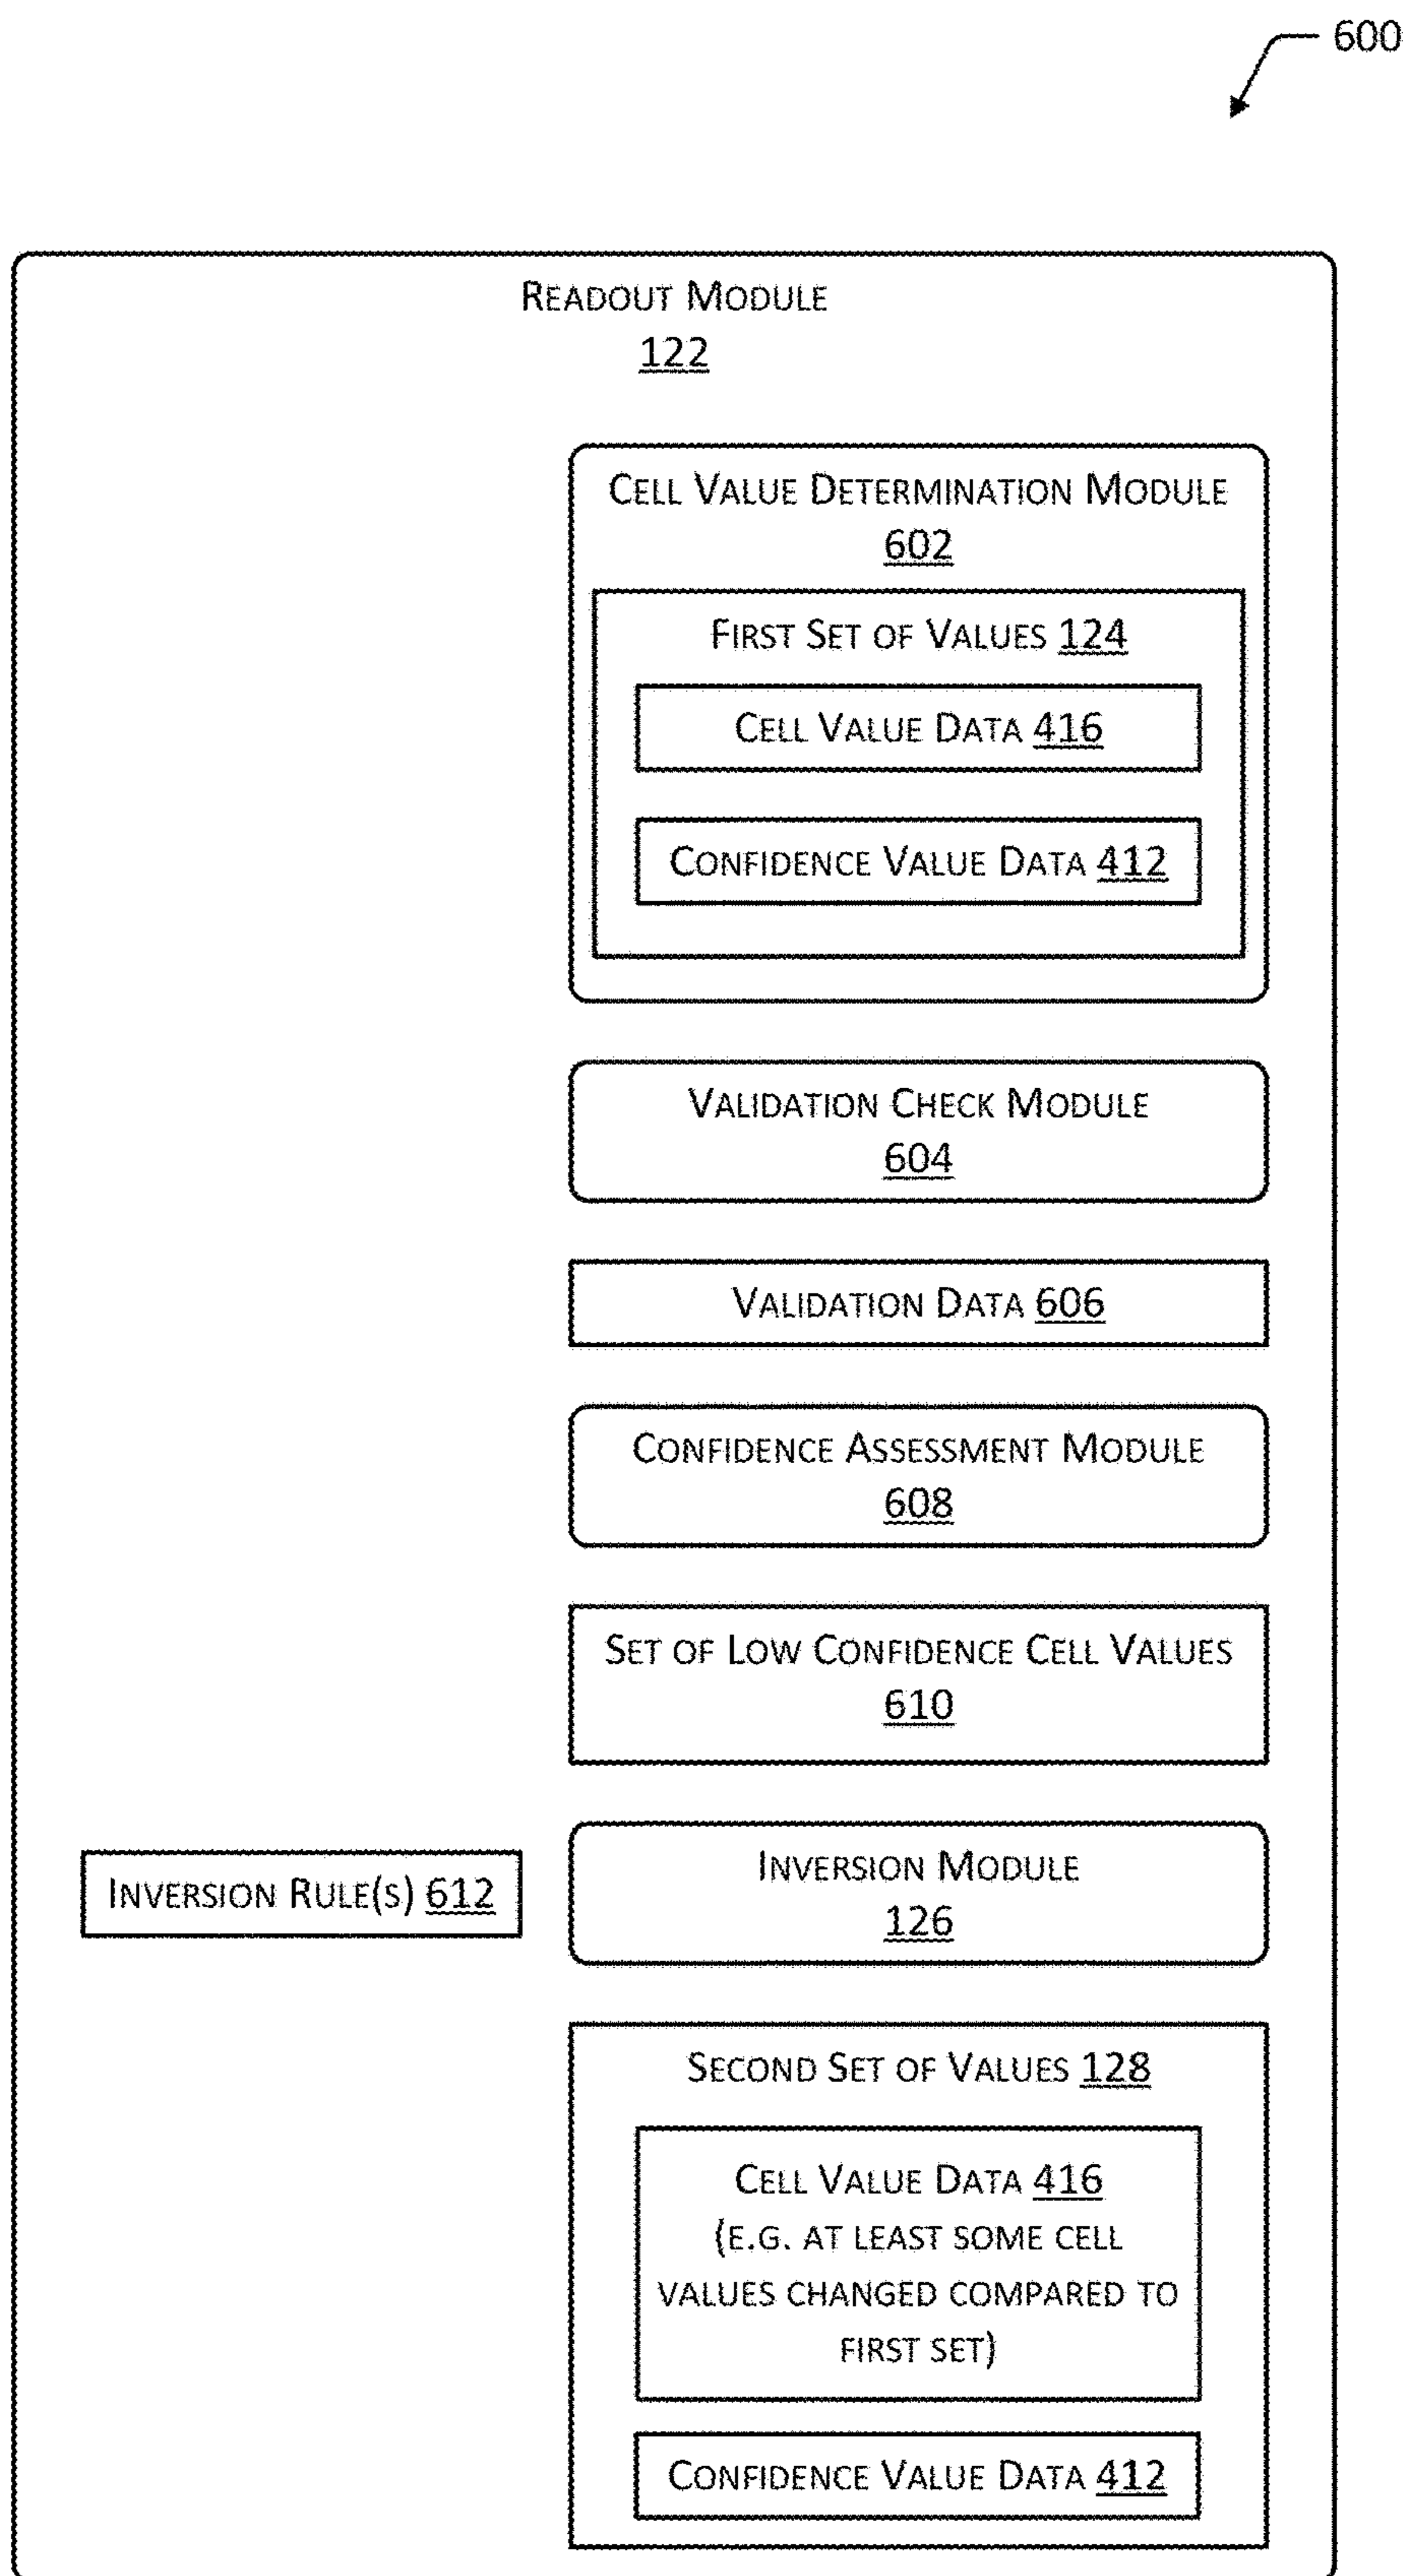 600
READOUT MODULE
122
CELL VALUE DETERMINATION MODULE
602
FIRST SET OF VALUES 124
CELL VALUE DATA 416
CONFIDENCE VALUE DATA 412
VALIDATION CHECK MODULE
604
VALIDATION DATA 606
CONFIDENCE ASSESSMENT MODULE
608
SET OF LOW CONFIDENCE CELL VALUES
610
INVERSION RULE(S) 612
INVERSION MODULE
126
SECOND SET OF VALUES 128
CELL VALUE DATA 416
(E.G. AT LEAST SOME CELL
VALUES CHANGED COMPARED TO
FIRST SET)
CONFIDENCE VALUE DATA 412